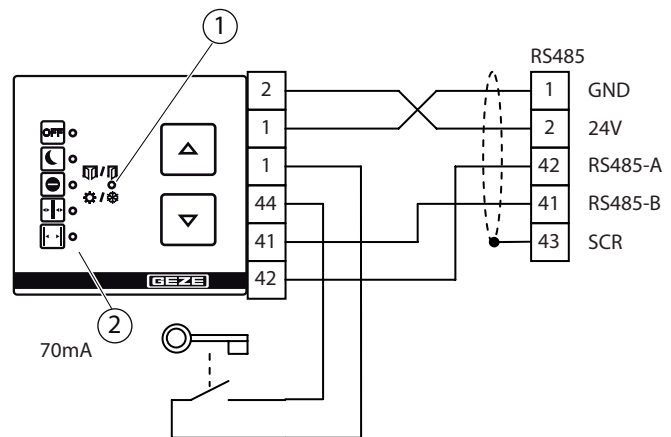 1
RS485
2
1
1
44
41
42
1 GND
2 24V
42 RS485-A
41 RS485-B
43 SCR
OFF
GEZE
2
70mA